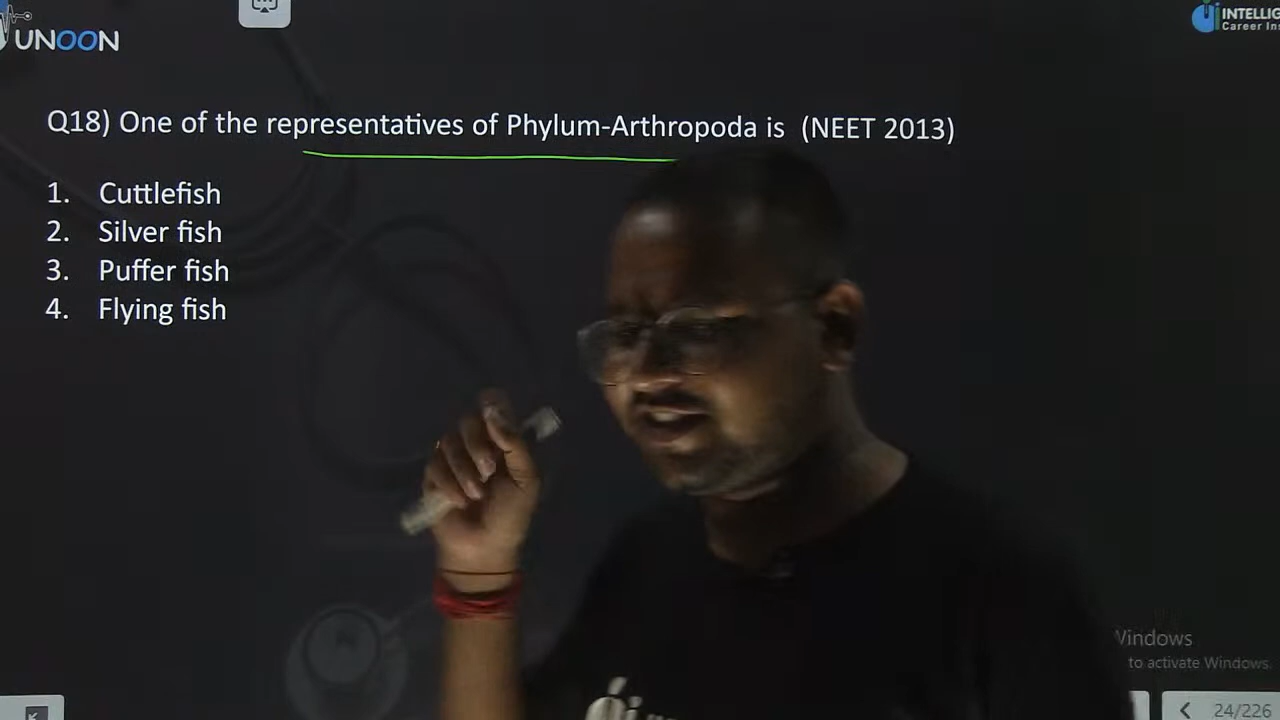 UNOON
INTELLIG
Career Ins
Q18) One of the representatives of Phylum-Arthropoda is (NEET 2013)
1. Cuttlefish
2. Silver fish
3. Puffer fish
4. Flying fish
Windows
to activate Windows.
24/226